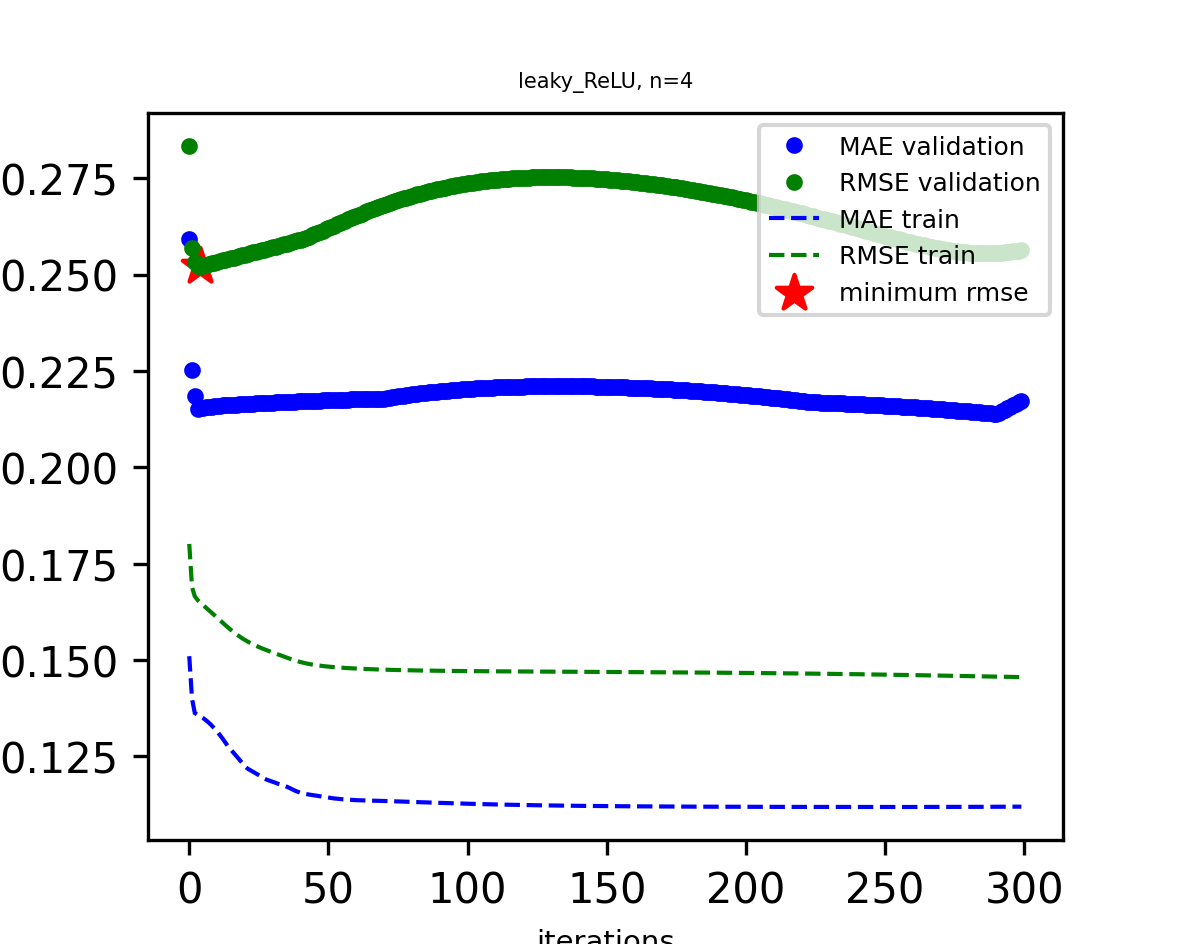 leaky_ReLU, n=4
0.275
0.250
0.225
0.200
0.175
0.150
0.125
MAE validation
RMSE validation
MAE train
RMSE train
minimum rmse
0 50 100 150 200 250 300
iterations